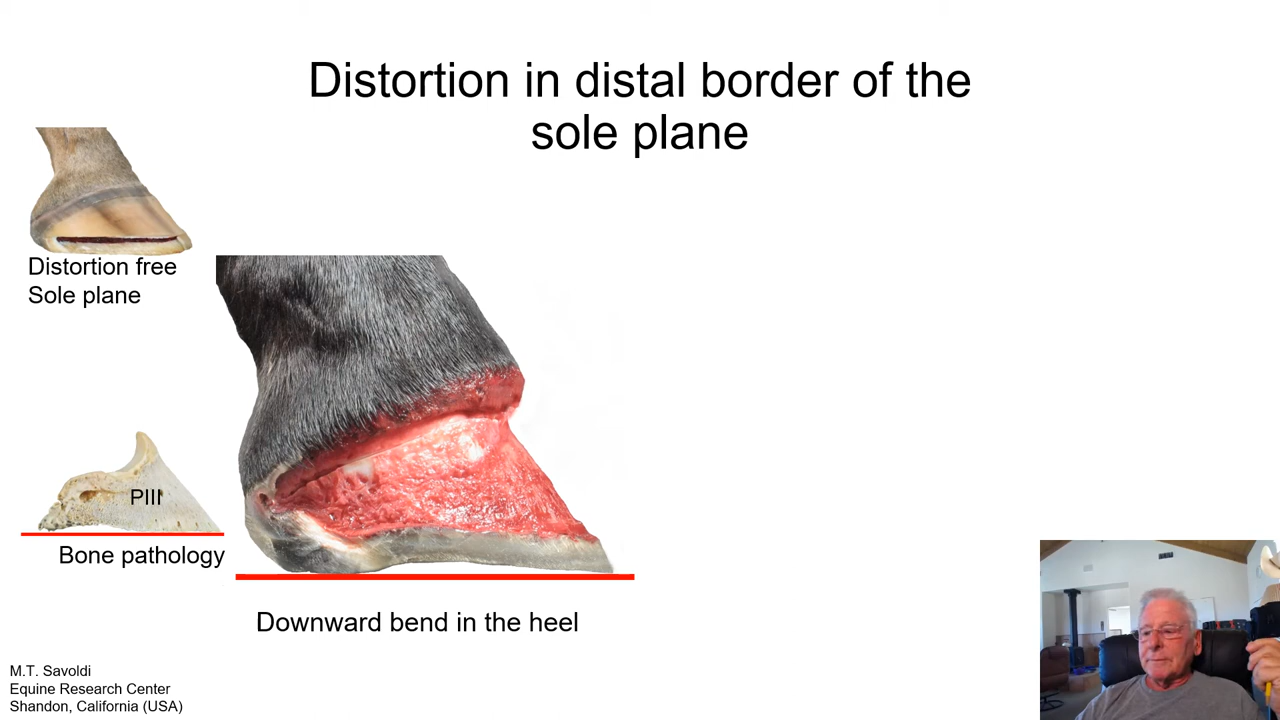 Distortion in distal border of the
sole plane
Distortion free
Sole plane
PIII
Bone pathology
Downward bend in the heel
M.T. Savoldi
Equine Research Center
Shandon, California (USA)